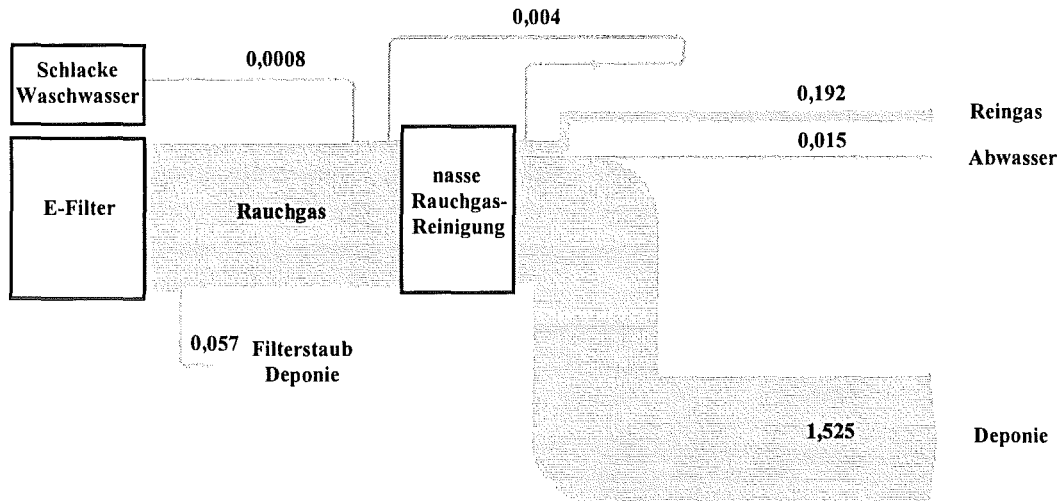 0,004
Schlacke
Waschwasser
0,0008
0,192
Reingas
0,015
Abwasser
E-Filter
Rauchgas
nasse
Rauchgas-
Reinigung
0,057
Filterstaub
Deponie
1,525
Deponie